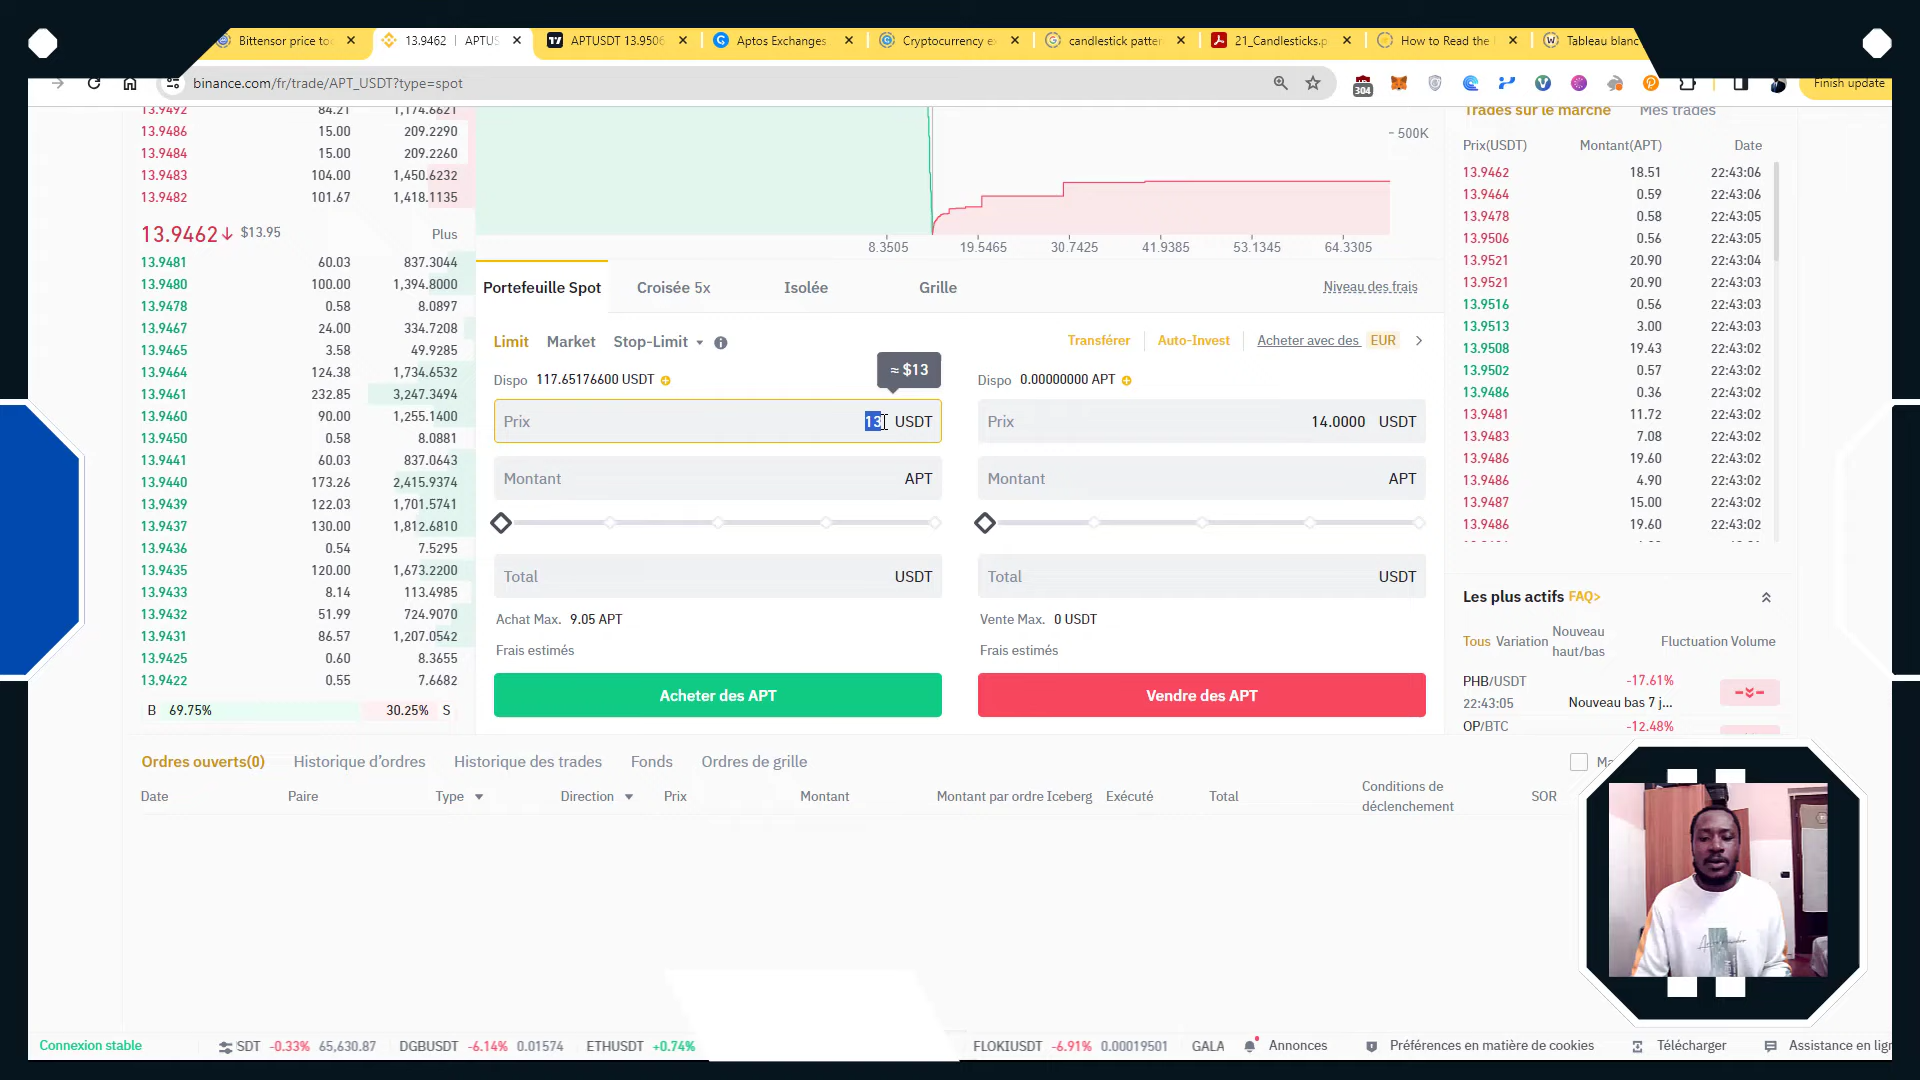 Bittensor price to
13.9462 | APTUS
APTUSDT 13.9506
Aptos Exchanges
Cryptocurrency e
candlestick patter
21_Candlesticks.p
How to Read the
Tableau blanc
binance.com/fr/trade/APT_USDT?type=spot
304
Finish update
13.9492 84.21 1,174.6621
13.9486 15.00 209.2290
13.9484 15.00 209.2260
13.9483 104.00 1,450.6232
13.9482 101.67 1,418.1135
13.9462↓ $13.95 Plus
13.9481 60.03 837.3044
13.9480 100.00 1,394.8000
13.9478 0.58 8.0897
13.9467 24.00 334.7208
13.9465 3.58 49.9285
13.9464 124.38 1,734.6532
13.9461 232.85 3,247.3494
13.9460 90.00 1,255.1400
13.9450 0.58 8.0881
13.9441 60.03 837.0643
13.9440 173.26 2,415.9374
13.9439 122.03 1,701.5741
13.9437 130.00 1,812.6810
13.9436 0.54 7.5295
13.9435 120.00 1,673.2200
13.9433 8.14 113.4985
13.9432 51.99 724.9070
13.9431 86.57 1,207.0542
13.9425 0.60 8.3655
13.9422 0.55 7.6682
B 69.75% 30.25% S
500K
8.3505 19.5465 30.7425 41.9385 53.1345 64.3305
Portefeuille Spot Croisée 5x Isolée Grille Niveau des frais
Limit Market Stop-Limit
Transférer Auto-Invest Acheter avec des EUR
≈ $13
Dispo 117.65176600 USDT
Prix 13 USDT
Montant APT
Total USDT
Achat Max. 9.05 APT
Frais estimés
Acheter des APT
Dispo 0.00000000 APT
Prix 14.0000 USDT
Montant APT
Total USDT
Vente Max. 0 USDT
Frais estimés
Vendre des APT
Trades sur le marché Mes trades
Prix(USDT) Montant(APT) Date
13.9462 18.51 22:43:06
13.9464 0.59 22:43:06
13.9478 0.58 22:43:05
13.9506 0.56 22:43:05
13.9521 20.90 22:43:04
13.9521 20.90 22:43:03
13.9516 0.56 22:43:03
13.9513 3.00 22:43:03
13.9508 19.43 22:43:02
13.9502 0.57 22:43:02
13.9486 0.36 22:43:02
13.9481 11.72 22:43:02
13.9483 7.08 22:43:02
13.9486 19.60 22:43:02
13.9486 4.90 22:43:02
13.9487 15.00 22:43:02
13.9486 19.60 22:43:02
Les plus actifs FAQ>
Tous Variation Nouveau haut/bas Fluctuation Volume
PHB/USDT -17.61%
22:43:05 Nouveau bas 7 j...
OP/BTC -12.48%
Ordres ouverts(0) Historique d’ordres Historique des trades Fonds Ordres de grille
Date Paire Type Direction Prix Montant Montant par ordre Iceberg Exécuté Total Conditions de déclenchement SOR
Connexion stable
SDT -0.33% 65,630.87 DGBUSDT -6.14% 0.01574 ETHUSDT +0.74%
FLOKIUSDT -6.91% 0.00019501 GALA
Annonces Préférences en matière de cookies Télécharger Assistance en lign